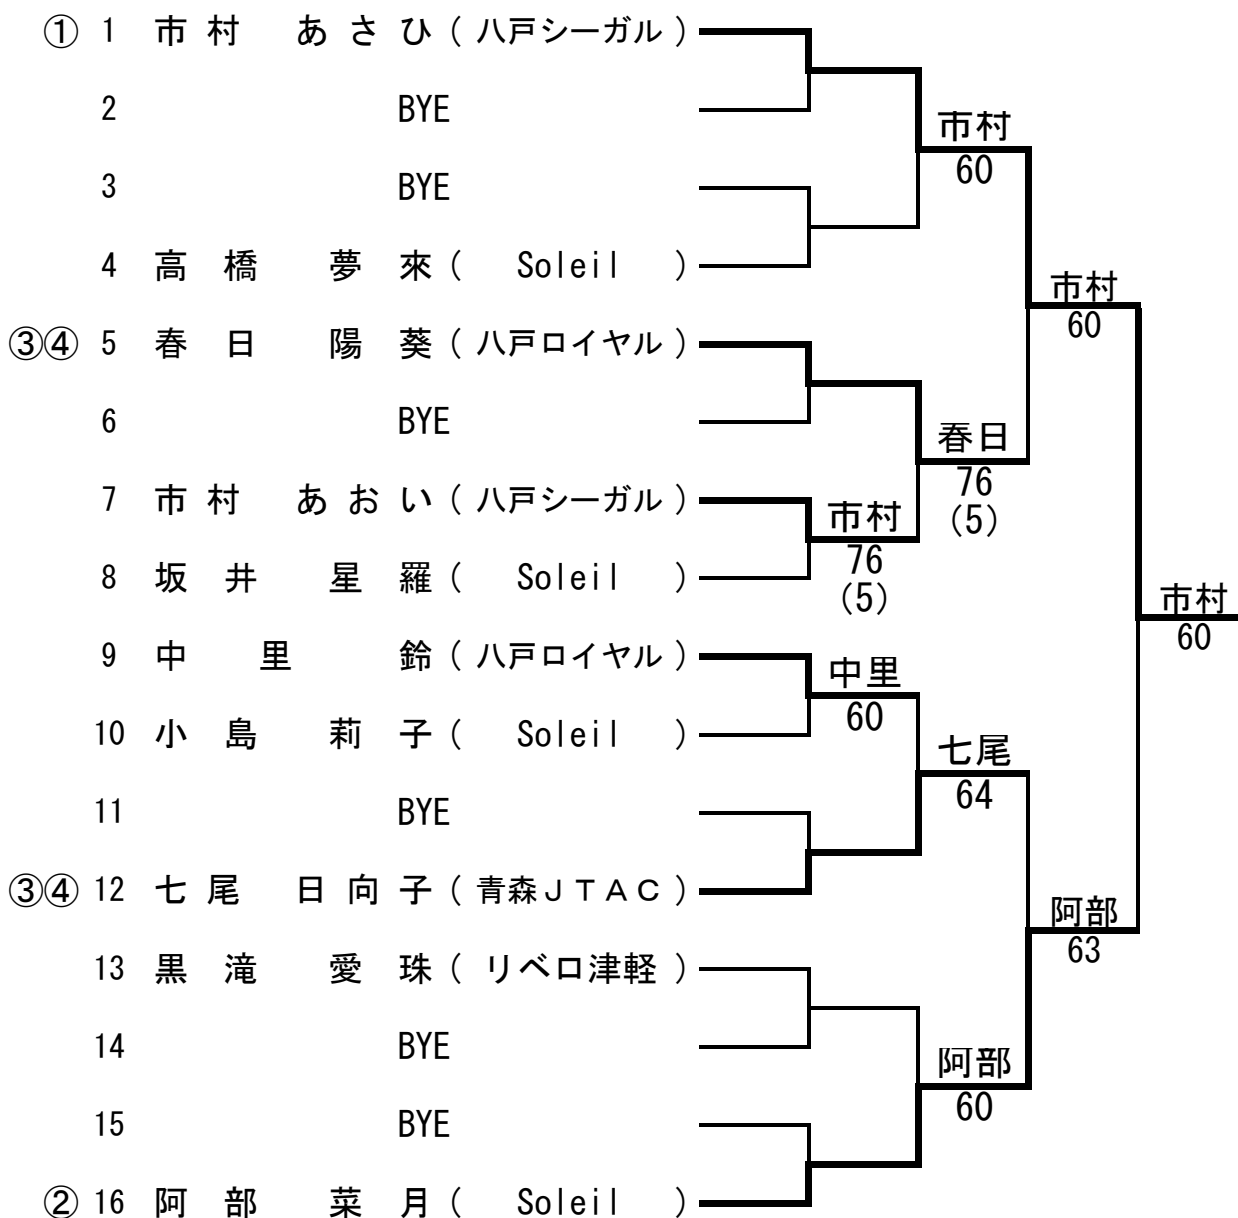 ① 1 市村 あさひ (八戸シーガル)
2 BYE
市村
60
3 BYE
4 高橋 夢來 ( Soleil )
市村
60
③④ 5 春日 陽葵 (八戸ロイヤル)
6 BYE
春日
76
(5)
7 市村 あおい (八戸シーガル)
市村
76
(5)
8 坂井 星羅 ( Soleil )
市村
60
9 中里 鈴 (八戸ロイヤル)
中里
60
10 小島 莉子 ( Soleil )
七尾
64
11 BYE
③④ 12 七尾 日向子 (青森JTAC)
阿部
63
13 黒滝 愛珠 (リベロ津軽)
14 BYE
阿部
60
15 BYE
② 16 阿部 菜月 ( Soleil )